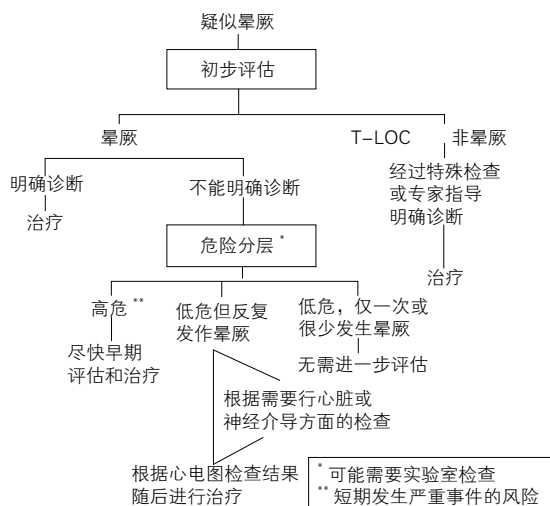 疑似晕厥
初步评估
晕厥
T-LOC 非晕厥
明确诊断
不能明确诊断
经过特殊检查
或专家指导
明确诊断
治疗
危险分层 *
治疗
高危 **
低危但反复
发作晕厥
低危，仅一次或
很少发生晕厥
尽快早期
评估和治疗
无需进一步评估
根据需要行心脏或
神经介导方面的检查
根据心电图检查结果
随后进行治疗
* 可能需要实验室检查
** 短期发生严重事件的风险